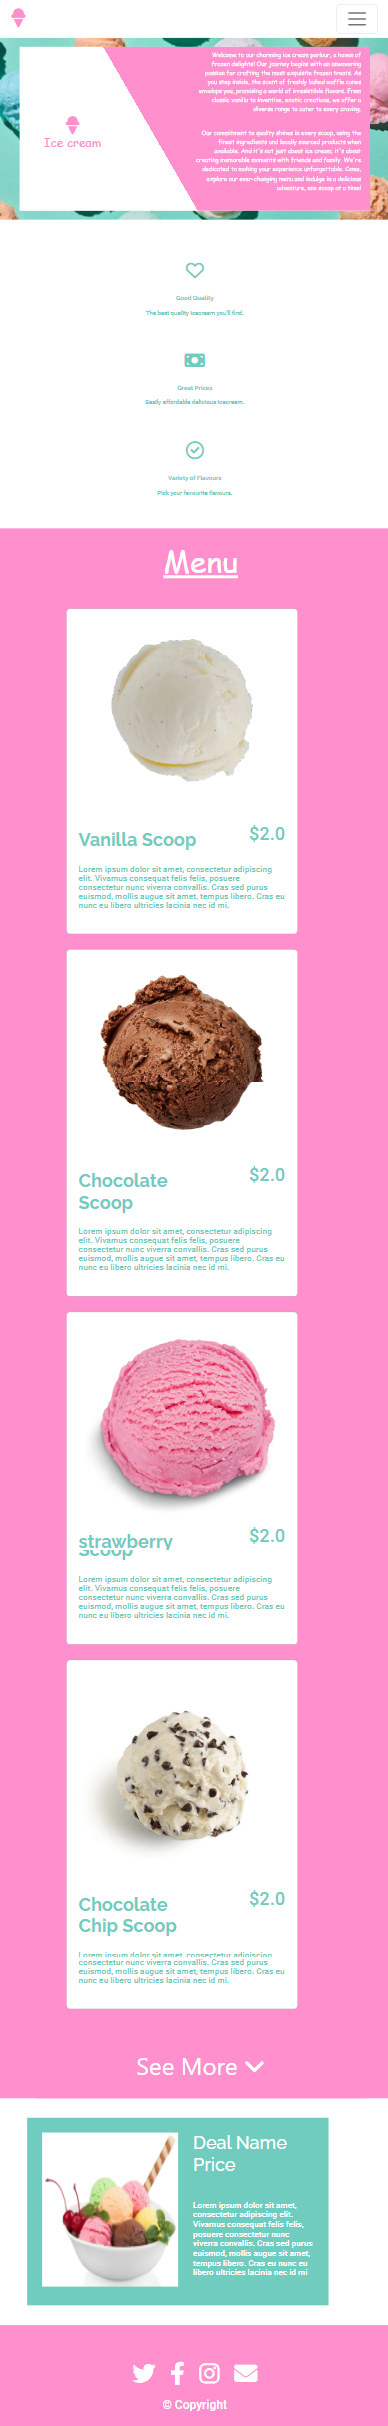 Welcome to our charming ice cream parlour, a haven of
frozen delights! Our journey begins with an unwavering
passion for crafting the most exquisite frozen treats. As
you step inside, the scent of freshly baked waffle cones
envelops you, promising a world of irresistible flavors. From
classic vanilla to inventive, exotic creations, we offer a
diverse range to cater to every craving.
Ice cream
Our commitment to quality shines in every scoop, using the
finest ingredients and locally sourced products when
available. And it's not just about ice cream; it's about
creating memorable moments with friends and family. We're
dedicated to making your experience unforgettable. Come,
explore our ever-changing menu and indulge in a delicious
adventure, one scoop at a time!
Good Quality
The best quality Icecream you'll find.
Great Prices
Easily affordable delicious Icecream.
Variety of Flavours
Pick your favourite flavours.
Menu
Vanilla Scoop $2.0
Lorem ipsum dolor sit amet, consectetur adipiscing
elit. Vivamus consequat felis felis, posuere
consectetur nunc viverra convallis. Cras sed purus
euismod, mollis augue sit amet, tempus libero. Cras eu
nunc eu libero ultricies lacinia nec id mi.
Chocolate $2.0
Scoop
Lorem ipsum dolor sit amet, consectetur adipiscing
elit. Vivamus consequat felis felis, posuere
consectetur nunc viverra convallis. Cras sed purus
euismod, mollis augue sit amet, tempus libero. Cras eu
nunc eu libero ultricies lacinia nec id mi.
strawberry $2.0
Scoop
Lorem ipsum dolor sit amet, consectetur adipiscing
elit. Vivamus consequat felis felis, posuere
consectetur nunc viverra convallis. Cras sed purus
euismod, mollis augue sit amet, tempus libero. Cras eu
nunc eu libero ultricies lacinia nec id mi.
Chocolate $2.0
Chip Scoop
Lorem ipsum dolor sit amet, consectetur adipiscing
consectetur nunc viverra convallis. Cras sed purus
euismod, mollis augue sit amet, tempus libero. Cras eu
nunc eu libero ultricies lacinia nec id mi.
See More
Deal Name
Price
Lorem ipsum dolor sit amet,
consectetur adipiscing elit.
Vivamus consequat felis felis,
posuere consectetur nunc
viverra convallis. Cras sed purus
euismod, mollis augue sit amet,
tempus libero. Cras eu nunc eu
libero ultricies lacinia nec id mi
© Copyright